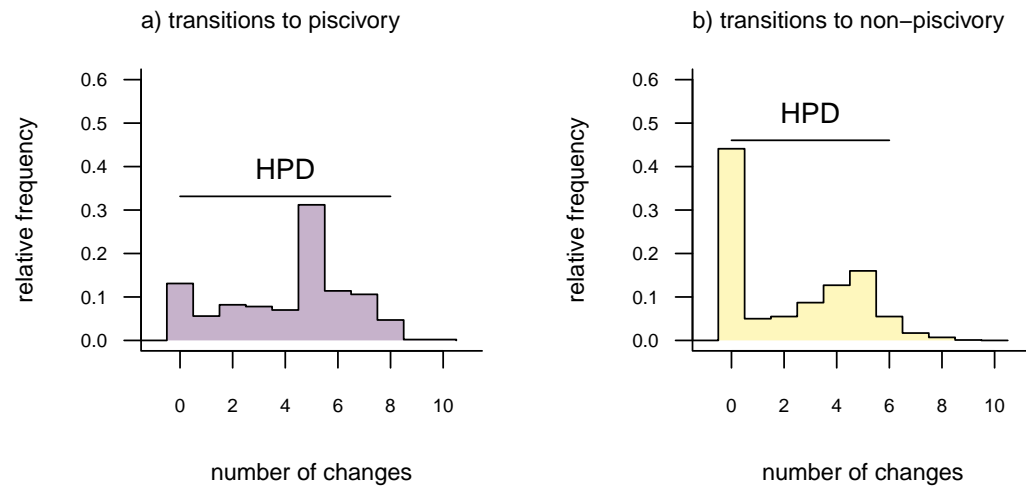 a) transitions to piscivory
relative frequency
0.6
0.5
0.4
0.3
0.2
0.1
0.0
HPD
0 2 4 6 8 10
number of changes
b) transitions to non−piscivory
relative frequency
0.6
0.5
0.4
0.3
0.2
0.1
0.0
HPD
0 2 4 6 8 10
number of changes